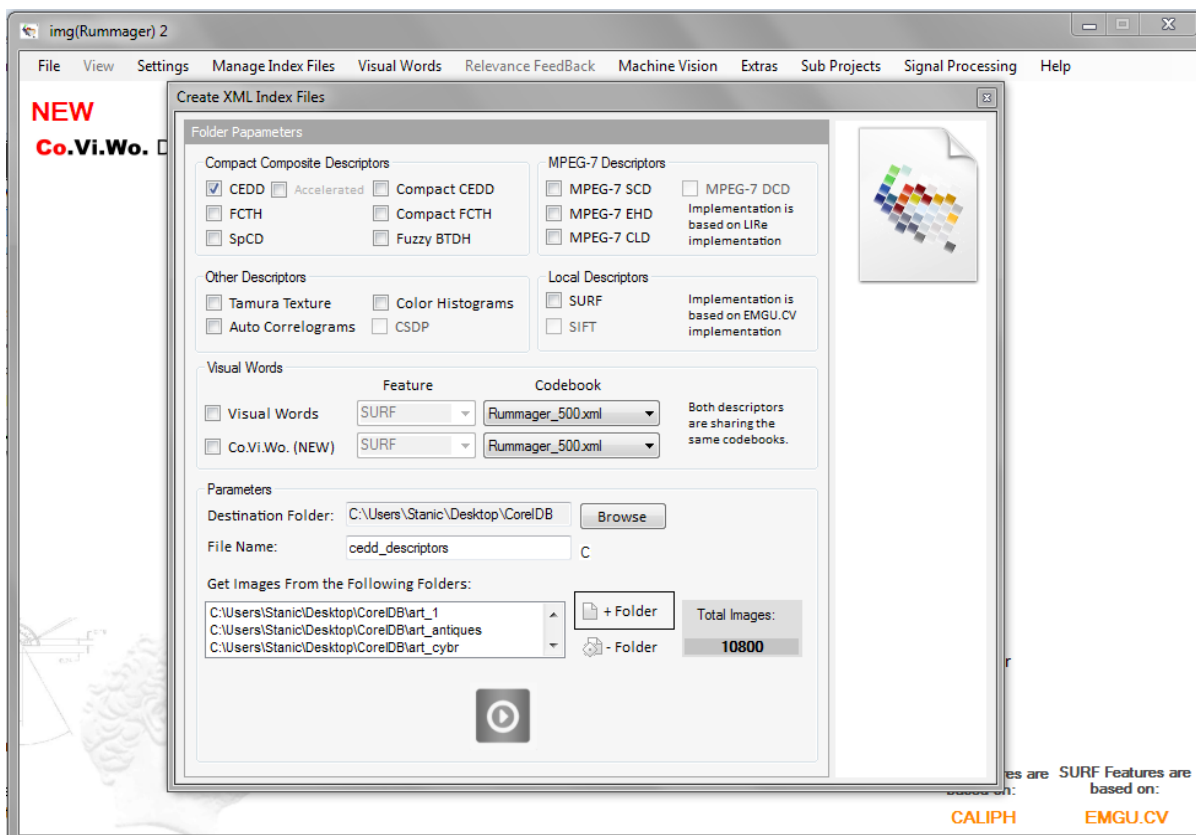 img(Rummager) 2
File View Settings Manage Index Files Visual Words Relevance FeedBack Machine Vision Extras Sub Projects Signal Processing Help
NEW
Co.Vi.Wo.
Create XML Index Files
Folder Papameters
Compact Composite Descriptors
CEDD Accelerated Compact CEDD
FCTH Compact FCTH
SpCD Fuzzy BTDH
MPEG-7 Descriptors
MPEG-7 SCD MPEG-7 DCD
MPEG-7 EHD
MPEG-7 CLD
Implementation is
based on LIRe
implementation
Other Descriptors
Tamura Texture Color Histograms
Auto Correlograms CSDP
Local Descriptors
SURF
SIFT
Implementation is
based on EMGU.CV
implementation
Visual Words
Feature Codebook
Visual Words SURF Rummager_500.xml
Co.Vi.Wo. (NEW) SURF Rummager_500.xml
Both descriptors
are sharing the
same codebooks.
Parameters
Destination Folder: C:\Users\Stanic\Desktop\CorelDB Browse
File Name: cedd_descriptors C
Get Images From the Following Folders:
C:\Users\Stanic\Desktop\CorelDB\art_1
C:\Users\Stanic\Desktop\CorelDB\art_antiques
C:\Users\Stanic\Desktop\CorelDB\art_cybr
+ Folder
- Folder
Total Images:
10800
r
es are
based on:
CALIPH
SURF Features are
based on:
EMGU.CV